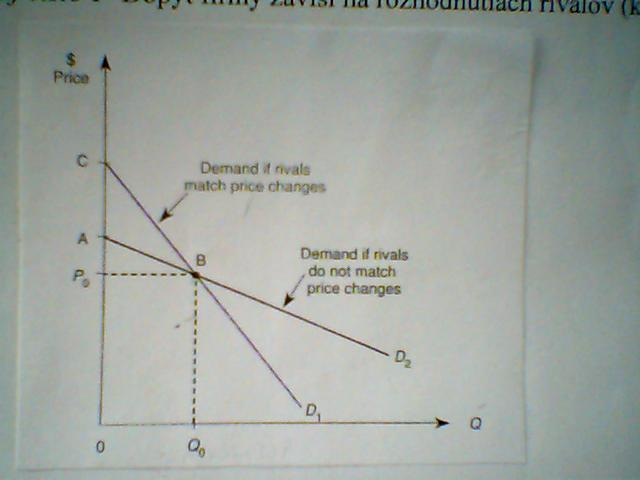 Dopyt firmy závisí na rozhodnutiach rivalov (k
$
Price
C
Demand if rivals
match price changes
A
B
Demand if rivals
do not match
price changes
P₀
D₂
D₁
Q
0
Q₀